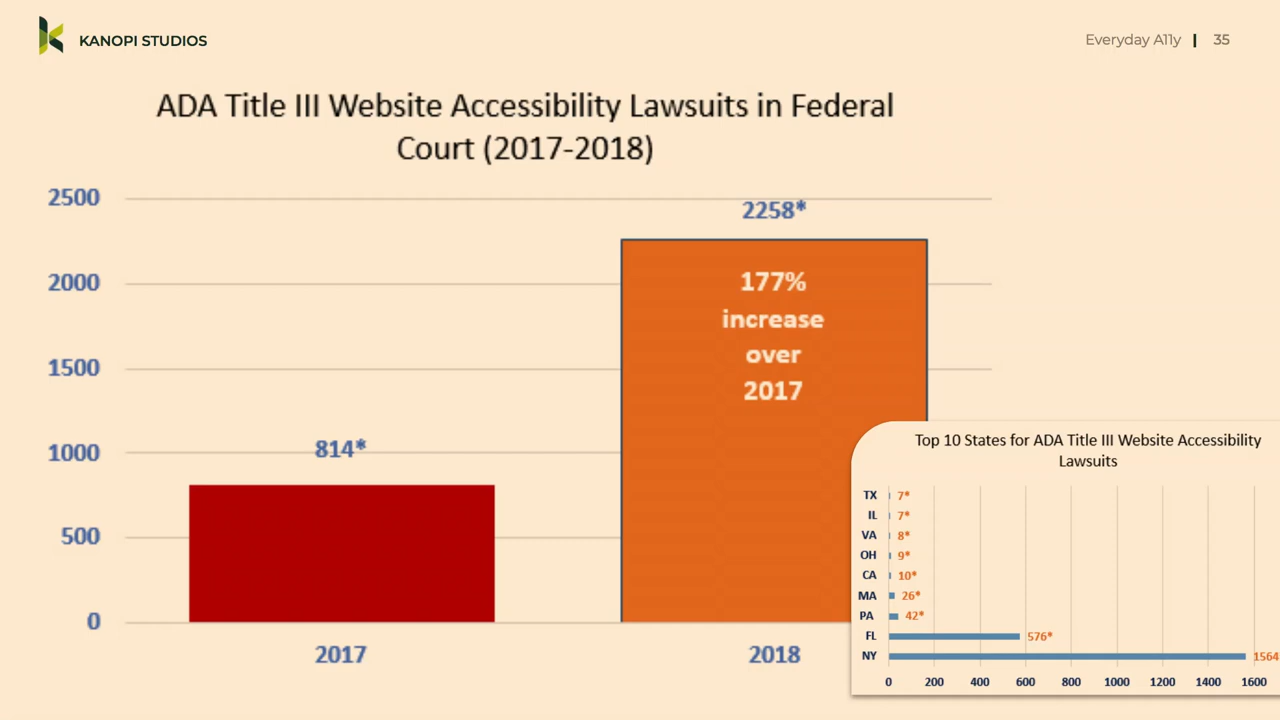 KANOPI STUDIOS
Everyday A11y | 35
ADA Title III Website Accessibility Lawsuits in Federal
Court (2017-2018)
2500
2000
1500
1000
500
0
814*
2258*
177%
increase
over
2017
2017
2018
Top 10 States for ADA Title III Website Accessibility
Lawsuits
TX 7*
IL 7*
VA 8*
OH 9*
CA 10*
MA 26*
PA 42*
FL 576*
NY 1564
0 200 400 600 800 1000 1200 1400 1600